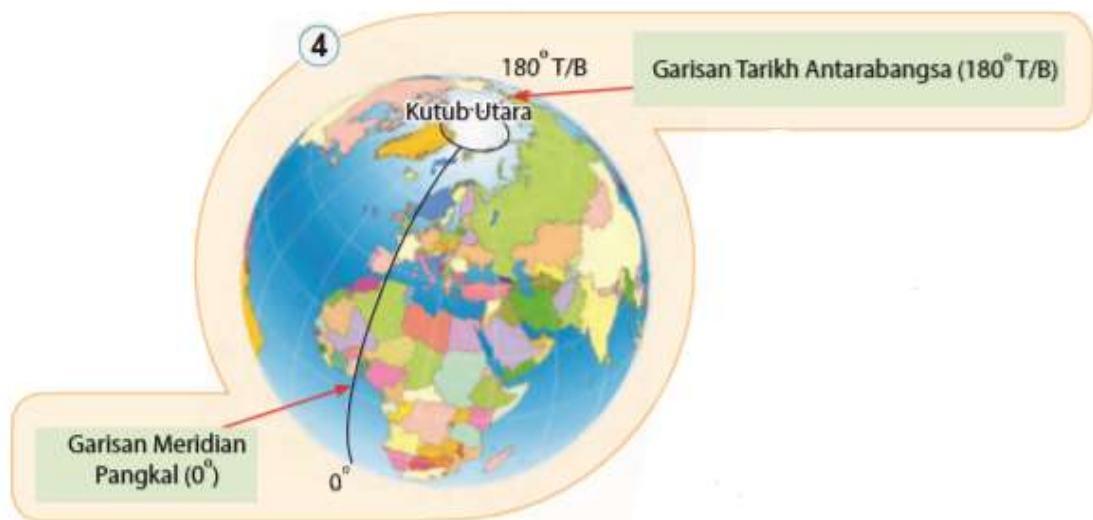 4
180° T/B
Garisan Tarikh Antarabangsa (180° T/B)
Kutub Utara
Garisan Meridian
Pangkal (0°)
0°